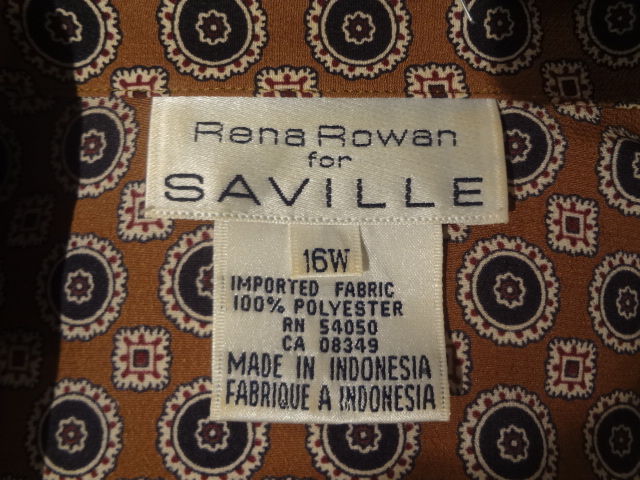 Rena Rowan
for
SAVILLE
16W
IMPORTED FABRIC
100% POLYESTER
RN 54050
CA 08349
MADE IN INDONESIA
FABRIQUE A INDONESIA